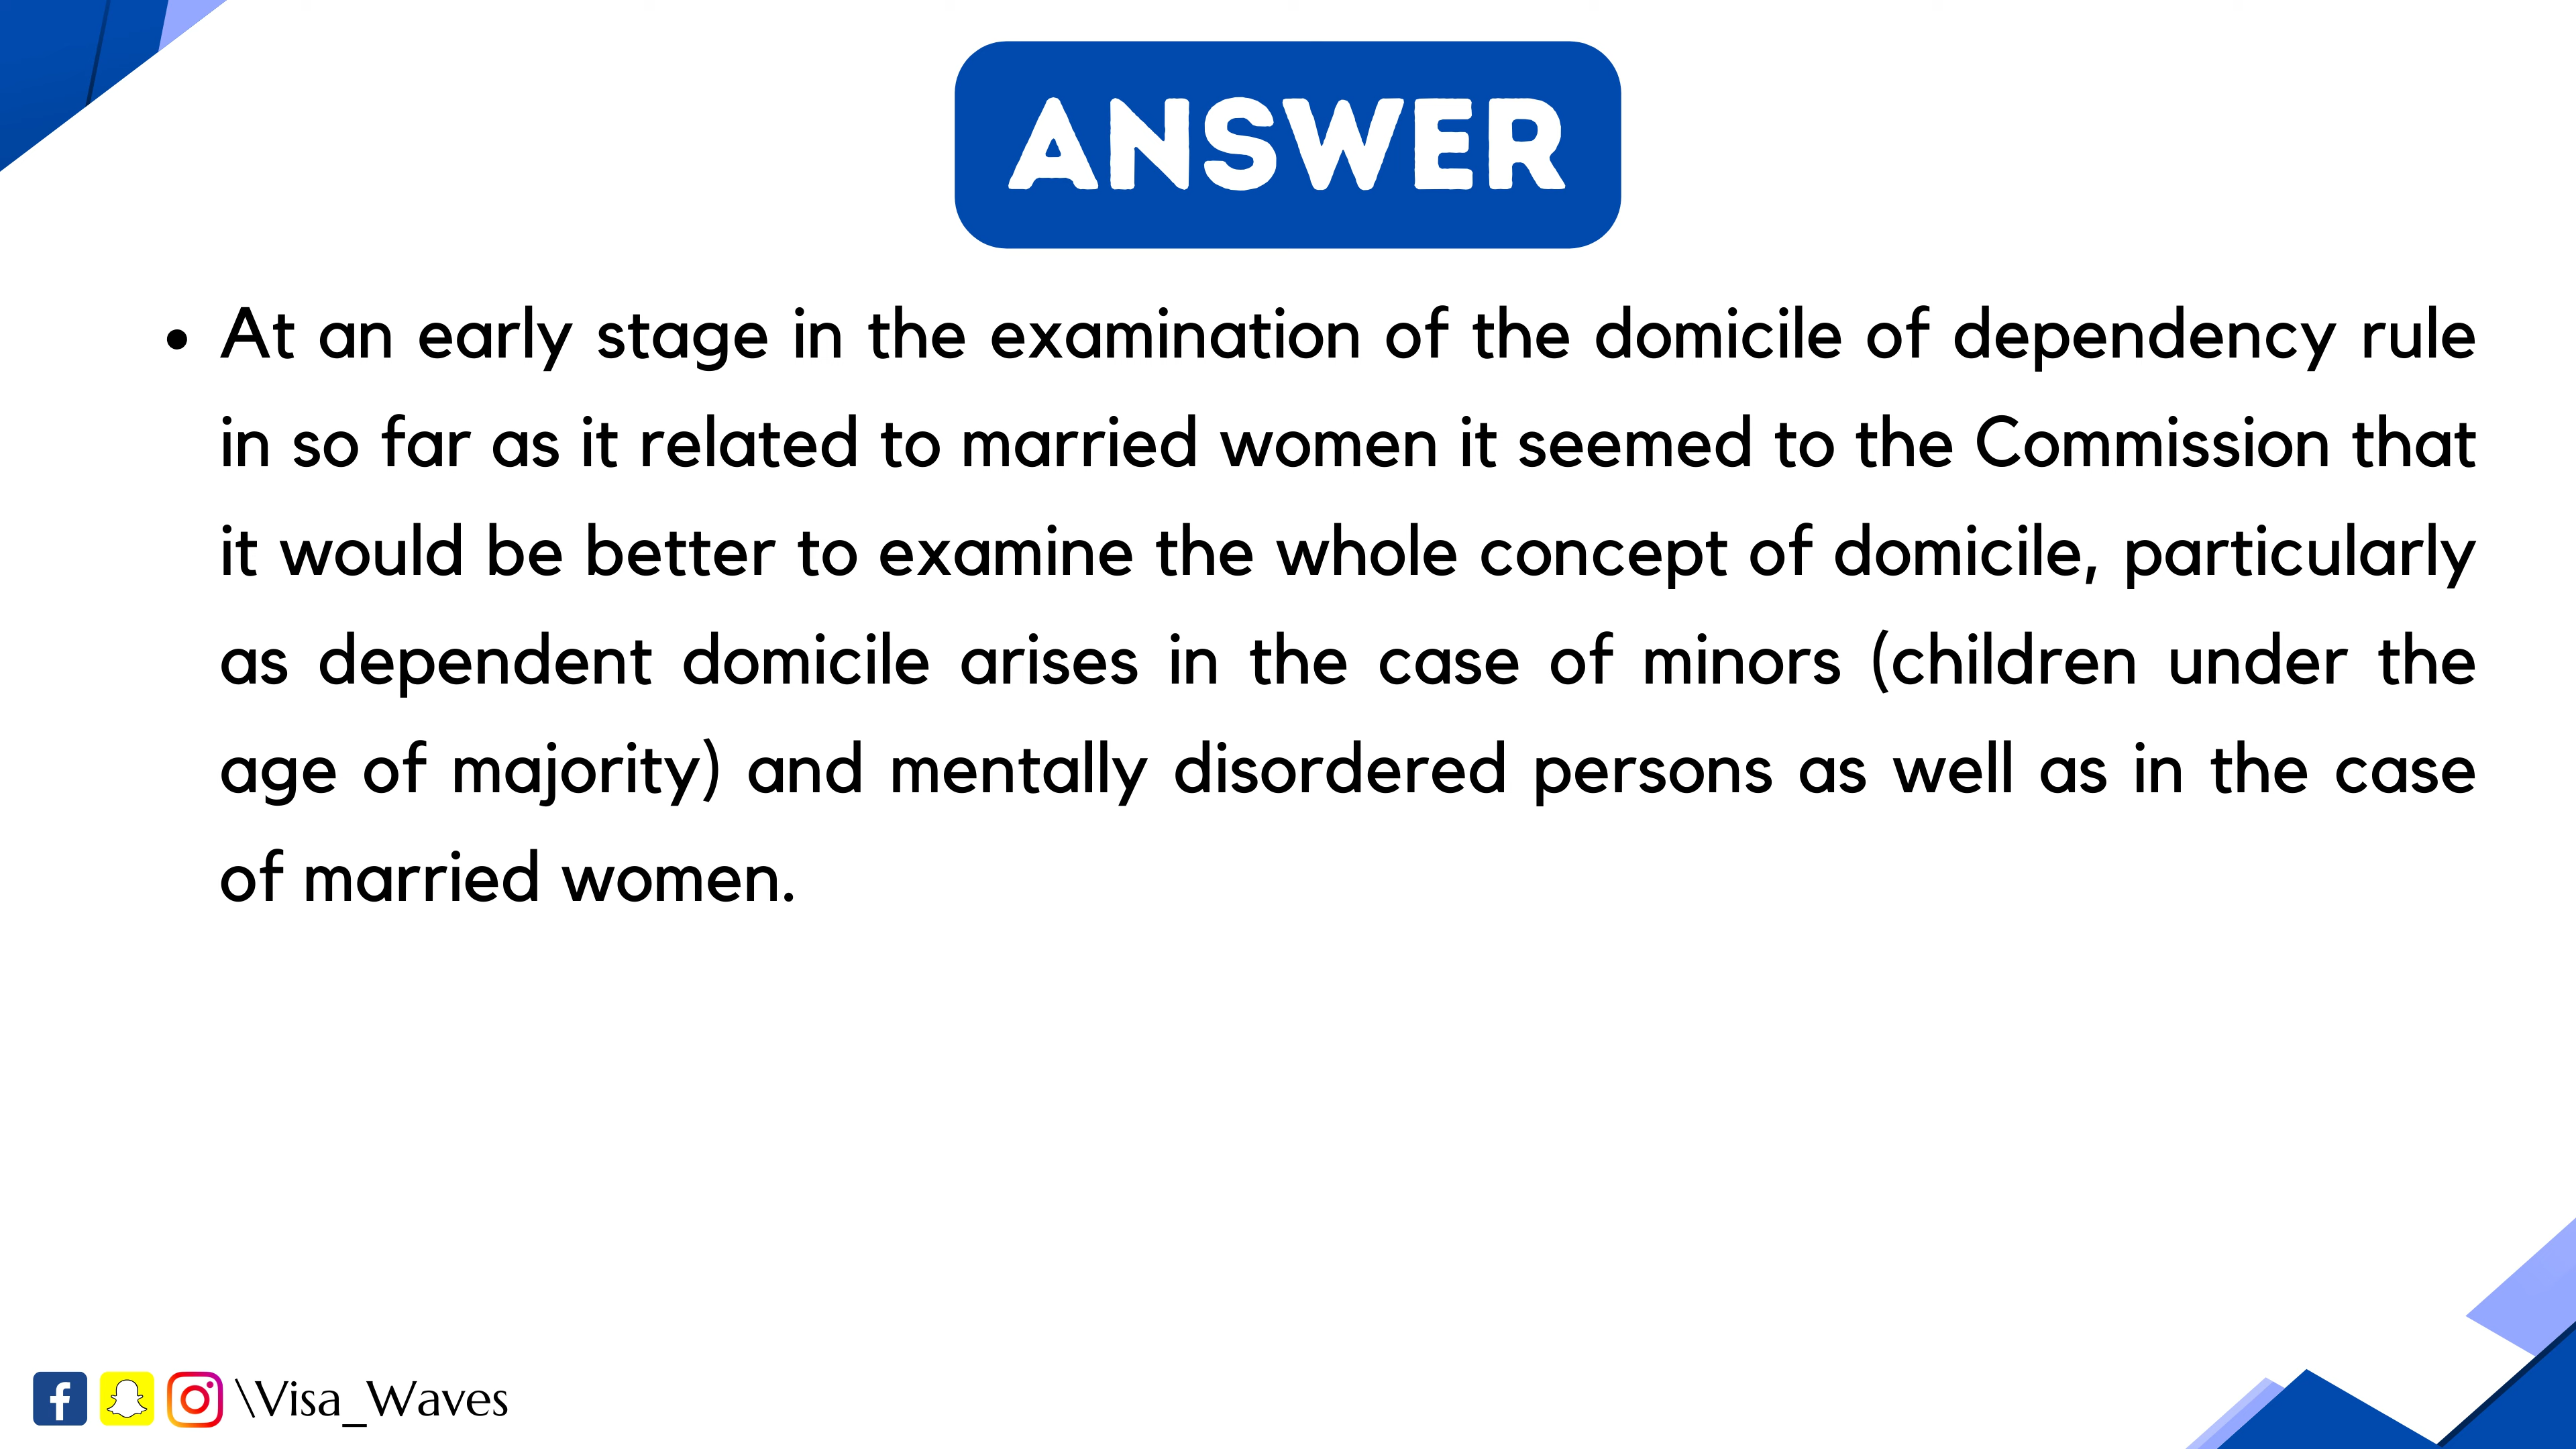 ANSWER
• At an early stage in the examination of the domicile of dependency rule
in so far as it related to married women it seemed to the Commission that
it would be better to examine the whole concept of domicile, particularly
as dependent domicile arises in the case of minors (children under the
age of majority) and mentally disordered persons as well as in the case
of married women.
\Visa_Waves